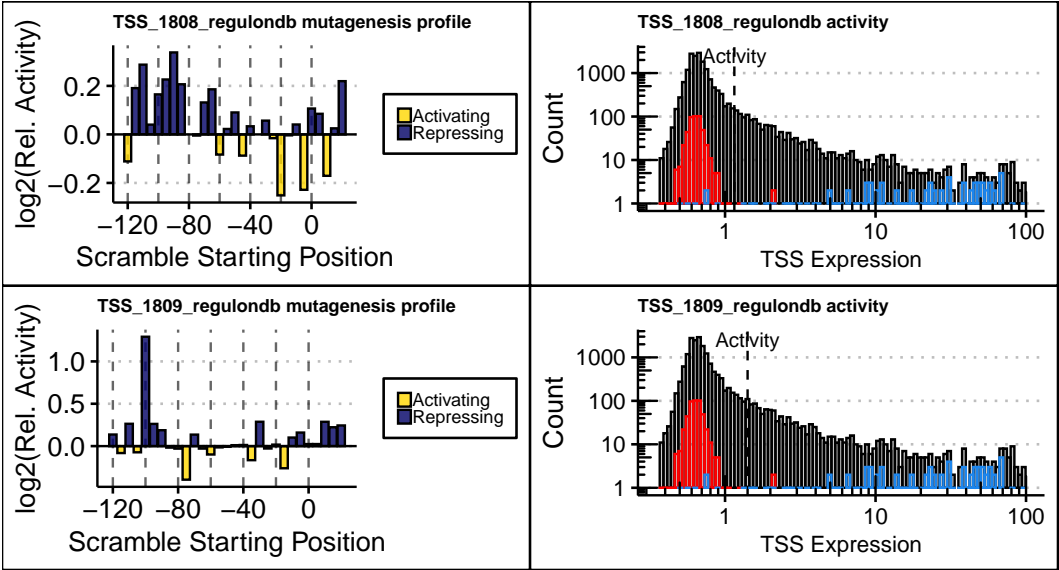 TSS_1808_regulondb mutagenesis profile
log2(Rel. Activity)
0.2
0.0
−0.2
−120 −80 −40 0
Scramble Starting Position
Activating
Repressing
TSS_1808_regulondb activity
Activity
Count
1000
100
10
1
1 10 100
TSS Expression
TSS_1809_regulondb mutagenesis profile
log2(Rel. Activity)
1.0
0.5
0.0
−120 −80 −40 0
Scramble Starting Position
Activating
Repressing
TSS_1809_regulondb activity
Activity
Count
1000
100
10
1
1 10 100
TSS Expression